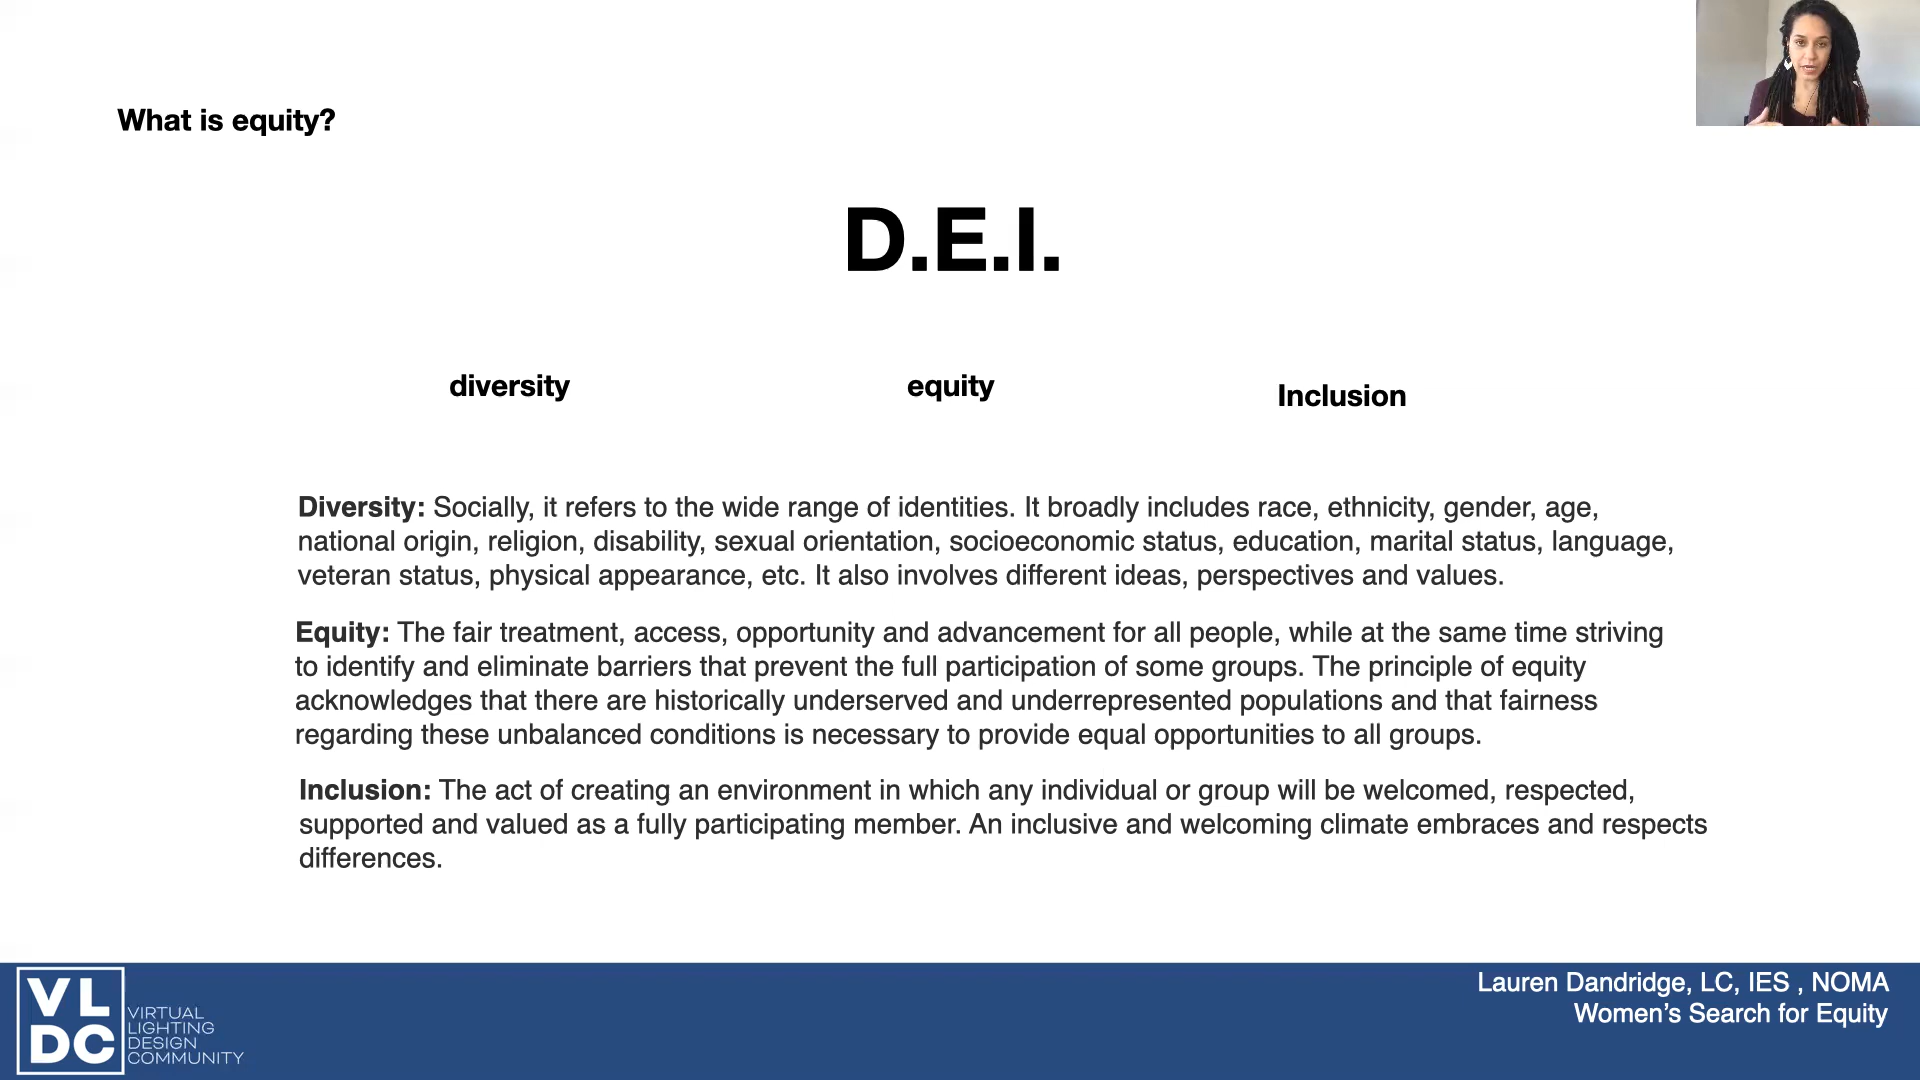 What is equity?
D.E.I.
diversity
equity
Inclusion
Diversity: Socially, it refers to the wide range of identities. It broadly includes race, ethnicity, gender, age,
national origin, religion, disability, sexual orientation, socioeconomic status, education, marital status, language,
veteran status, physical appearance, etc. It also involves different ideas, perspectives and values.
Equity: The fair treatment, access, opportunity and advancement for all people, while at the same time striving
to identify and eliminate barriers that prevent the full participation of some groups. The principle of equity
acknowledges that there are historically underserved and underrepresented populations and that fairness
regarding these unbalanced conditions is necessary to provide equal opportunities to all groups.
Inclusion: The act of creating an environment in which any individual or group will be welcomed, respected,
supported and valued as a fully participating member. An inclusive and welcoming climate embraces and respects
differences.
VL
DC
VIRTUAL
LIGHTING
DESIGN
COMMUNITY
Lauren Dandridge, LC, IES , NOMA
Women’s Search for Equity